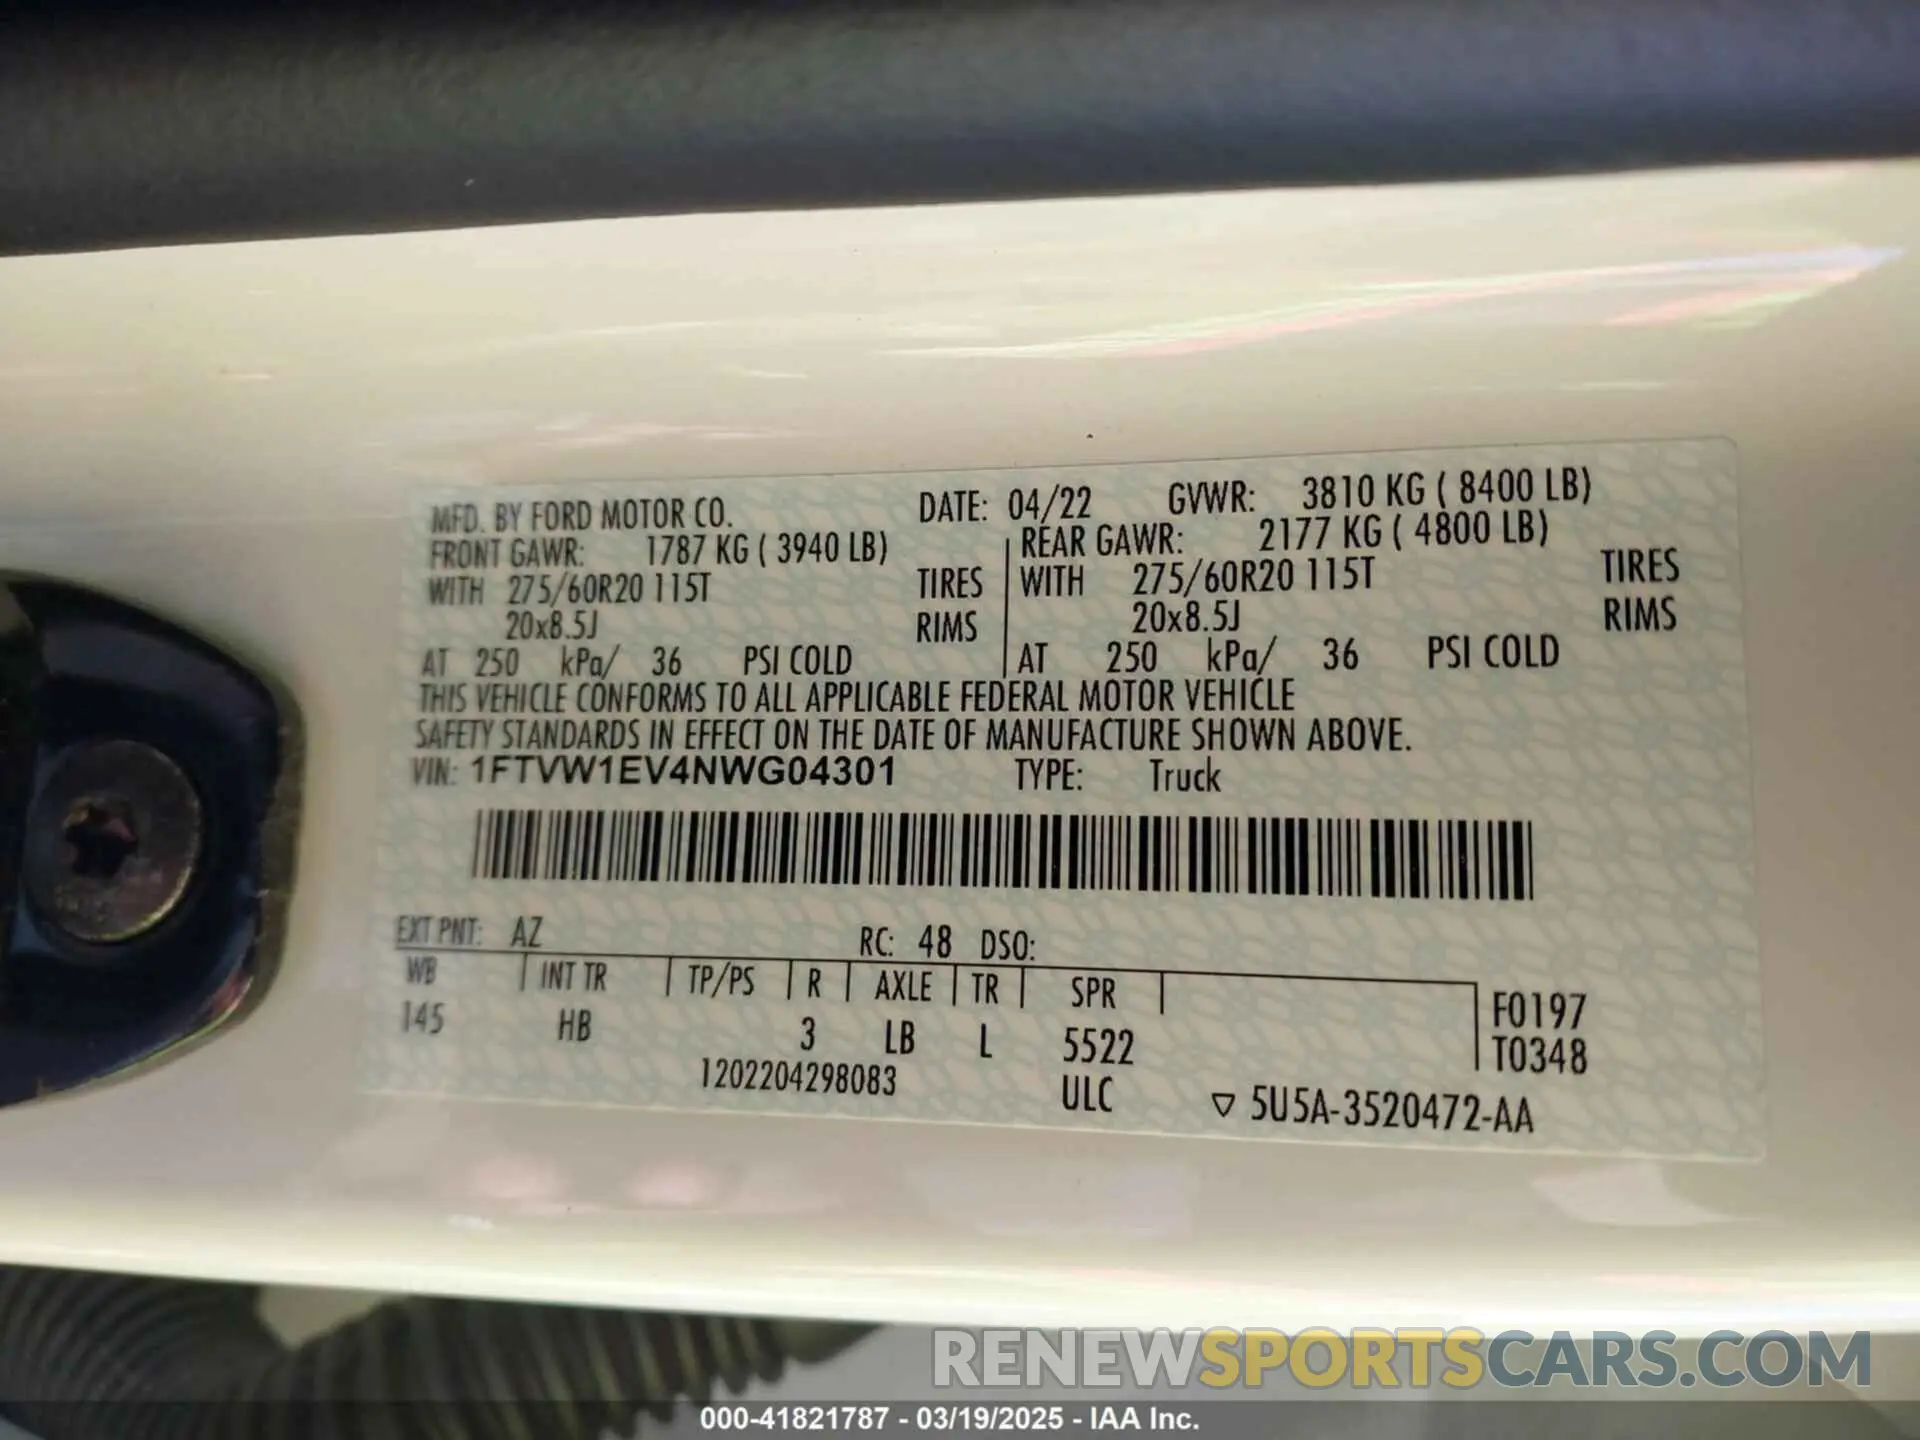 MFD. BY FORD MOTOR CO. DATE: 04/22 GVWR: 3810 KG ( 8400 LB)
FRONT GAWR: 1787 KG ( 3940 LB) REAR GAWR: 2177 KG ( 4800 LB)
WITH 275/60R20 115T TIRES WITH 275/60R20 115T TIRES
20x8.5J RIMS 20x8.5J RIMS
AT 250 kPa/ 36 PSI COLD AT 250 kPa/ 36 PSI COLD
THIS VEHICLE CONFORMS TO ALL APPLICABLE FEDERAL MOTOR VEHICLE
SAFETY STANDARDS IN EFFECT ON THE DATE OF MANUFACTURE SHOWN ABOVE.
VIN: 1FTVW1EV4NWG04301 TYPE: Truck
EXT PNT: AZ RC: 48 DSO:
WB INT TR TP/PS R AXLE TR SPR F0197
145 HB 3 LB L 5522 T0348
1202204298083 ULC ▽ 5U5A-3520472-AA
RENEWSPORTSCARS.COM
000-41821787 - 03/19/2025 - IAA Inc.